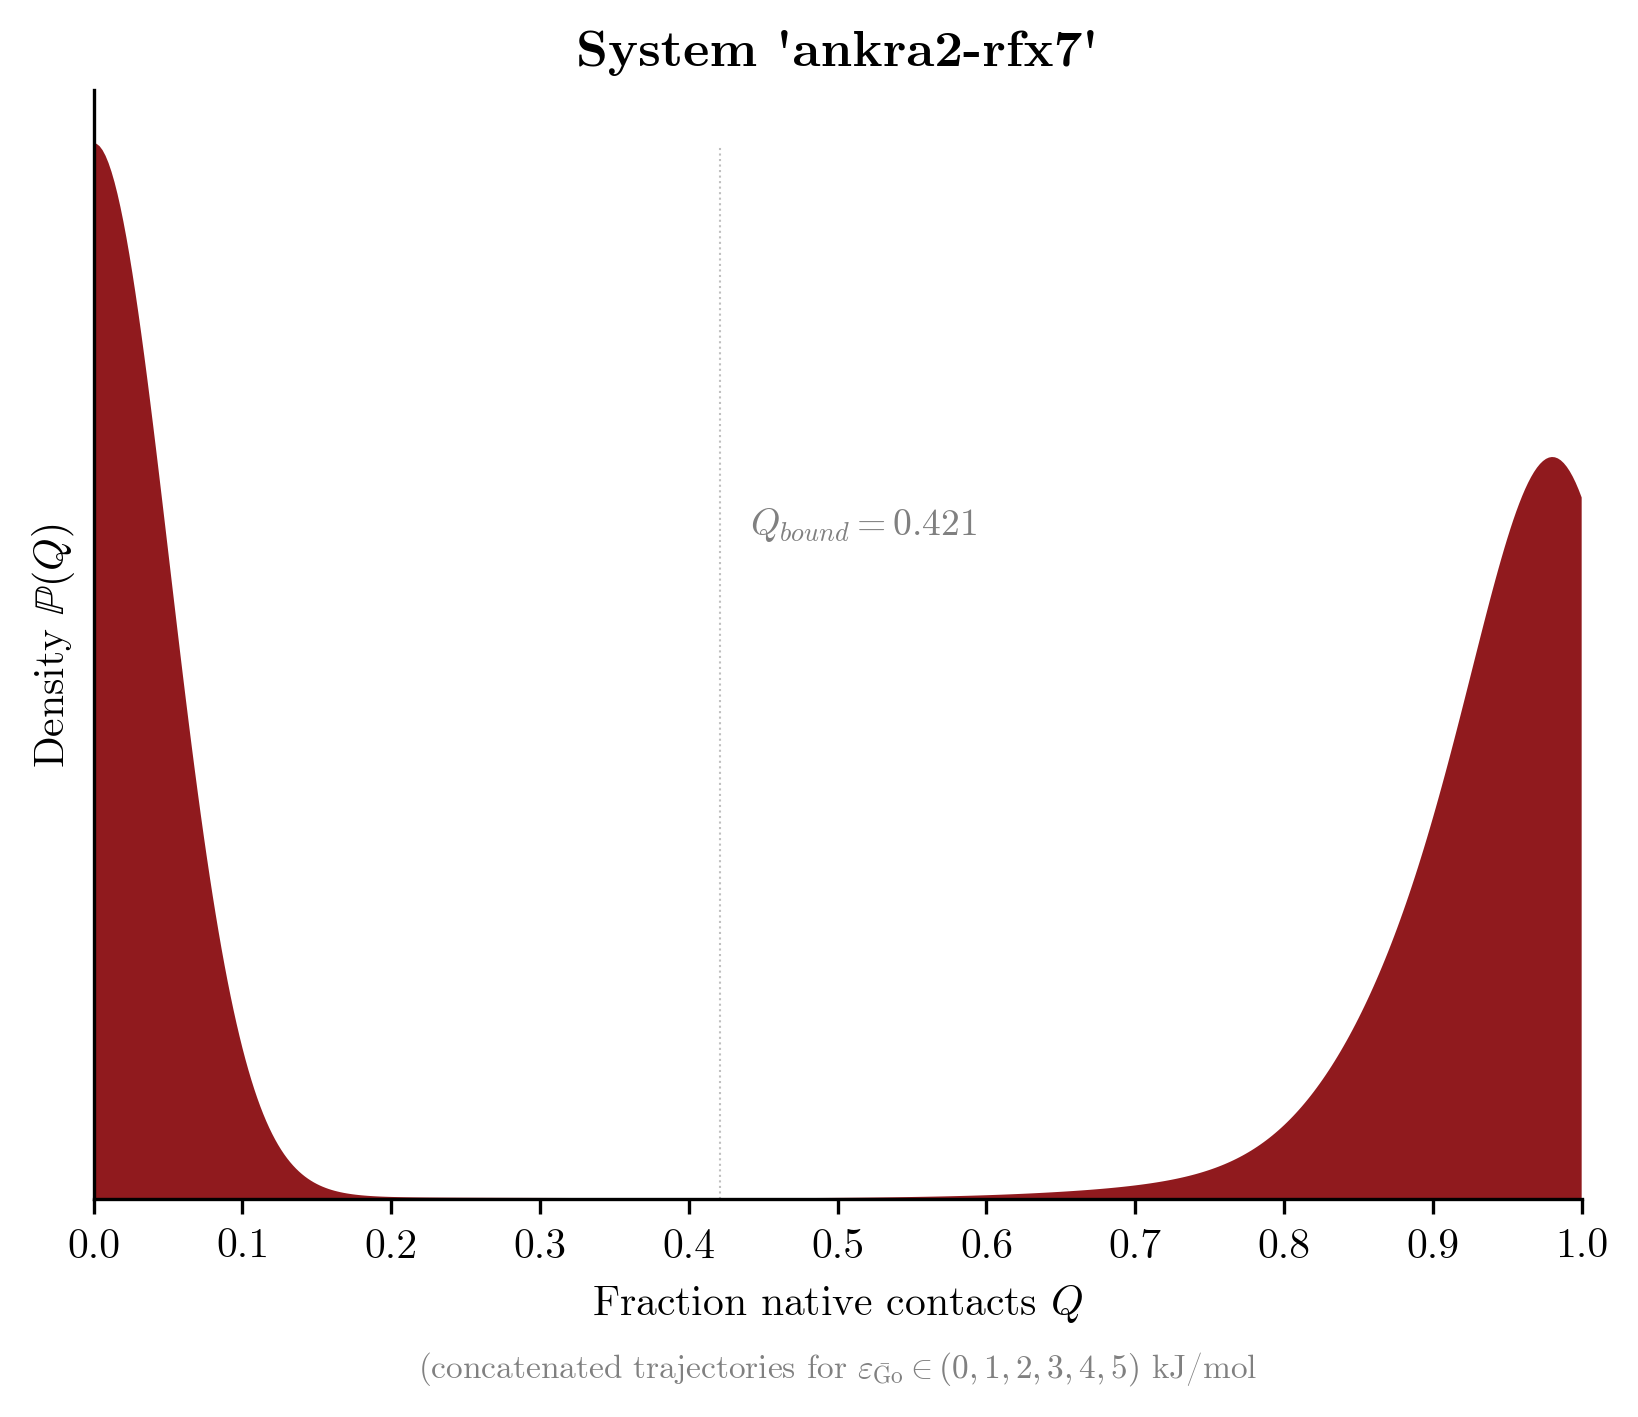 System 'ankra2-rfx7'
Density ℙ(Q)
Q_bound = 0.421
0.0 0.1 0.2 0.3 0.4 0.5 0.6 0.7 0.8 0.9 1.0
Fraction native contacts Q
(concatenated trajectories for ε_Ḡo ∈ (0, 1, 2, 3, 4, 5) kJ/mol